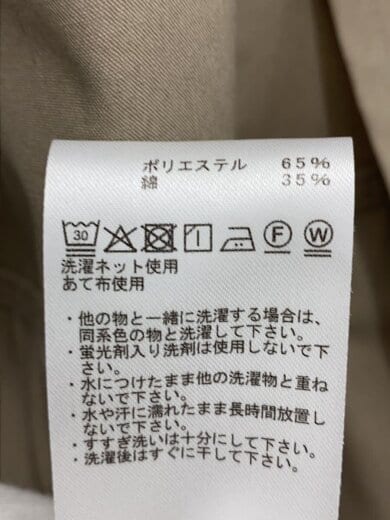 ポリエステル 65%
綿 35%
30 F W
洗濯ネット使用
あて布使用
・他の物と一緒に洗濯する場合は、
同系色の物と洗濯して下さい。
・蛍光剤入り洗剤は使用しないで下
さい。
・水につけたまま他の洗濯物と重ね
ないで下さい。
・水や汗に濡れたまま長時間放置し
ないで下さい。
・すすぎ洗いは十分にして下さい。
・洗濯後はすぐに干して下さい。